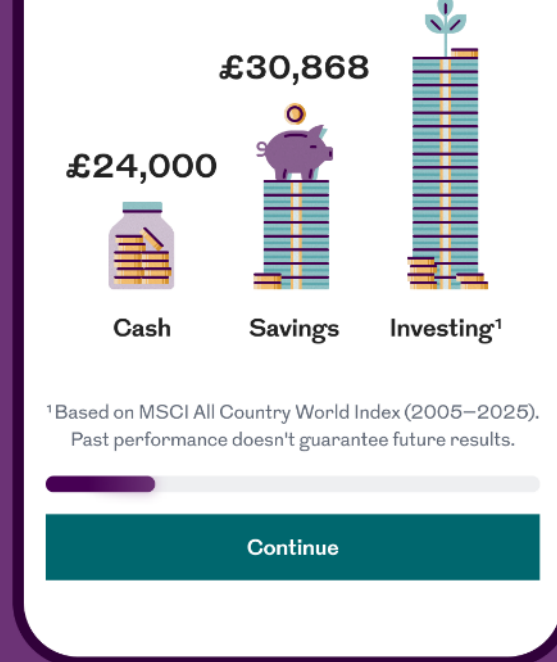 £30,868
£24,000
Cash
Savings
Investing¹
¹Based on MSCI All Country World Index (2005–2025).
Past performance doesn't guarantee future results.
Continue